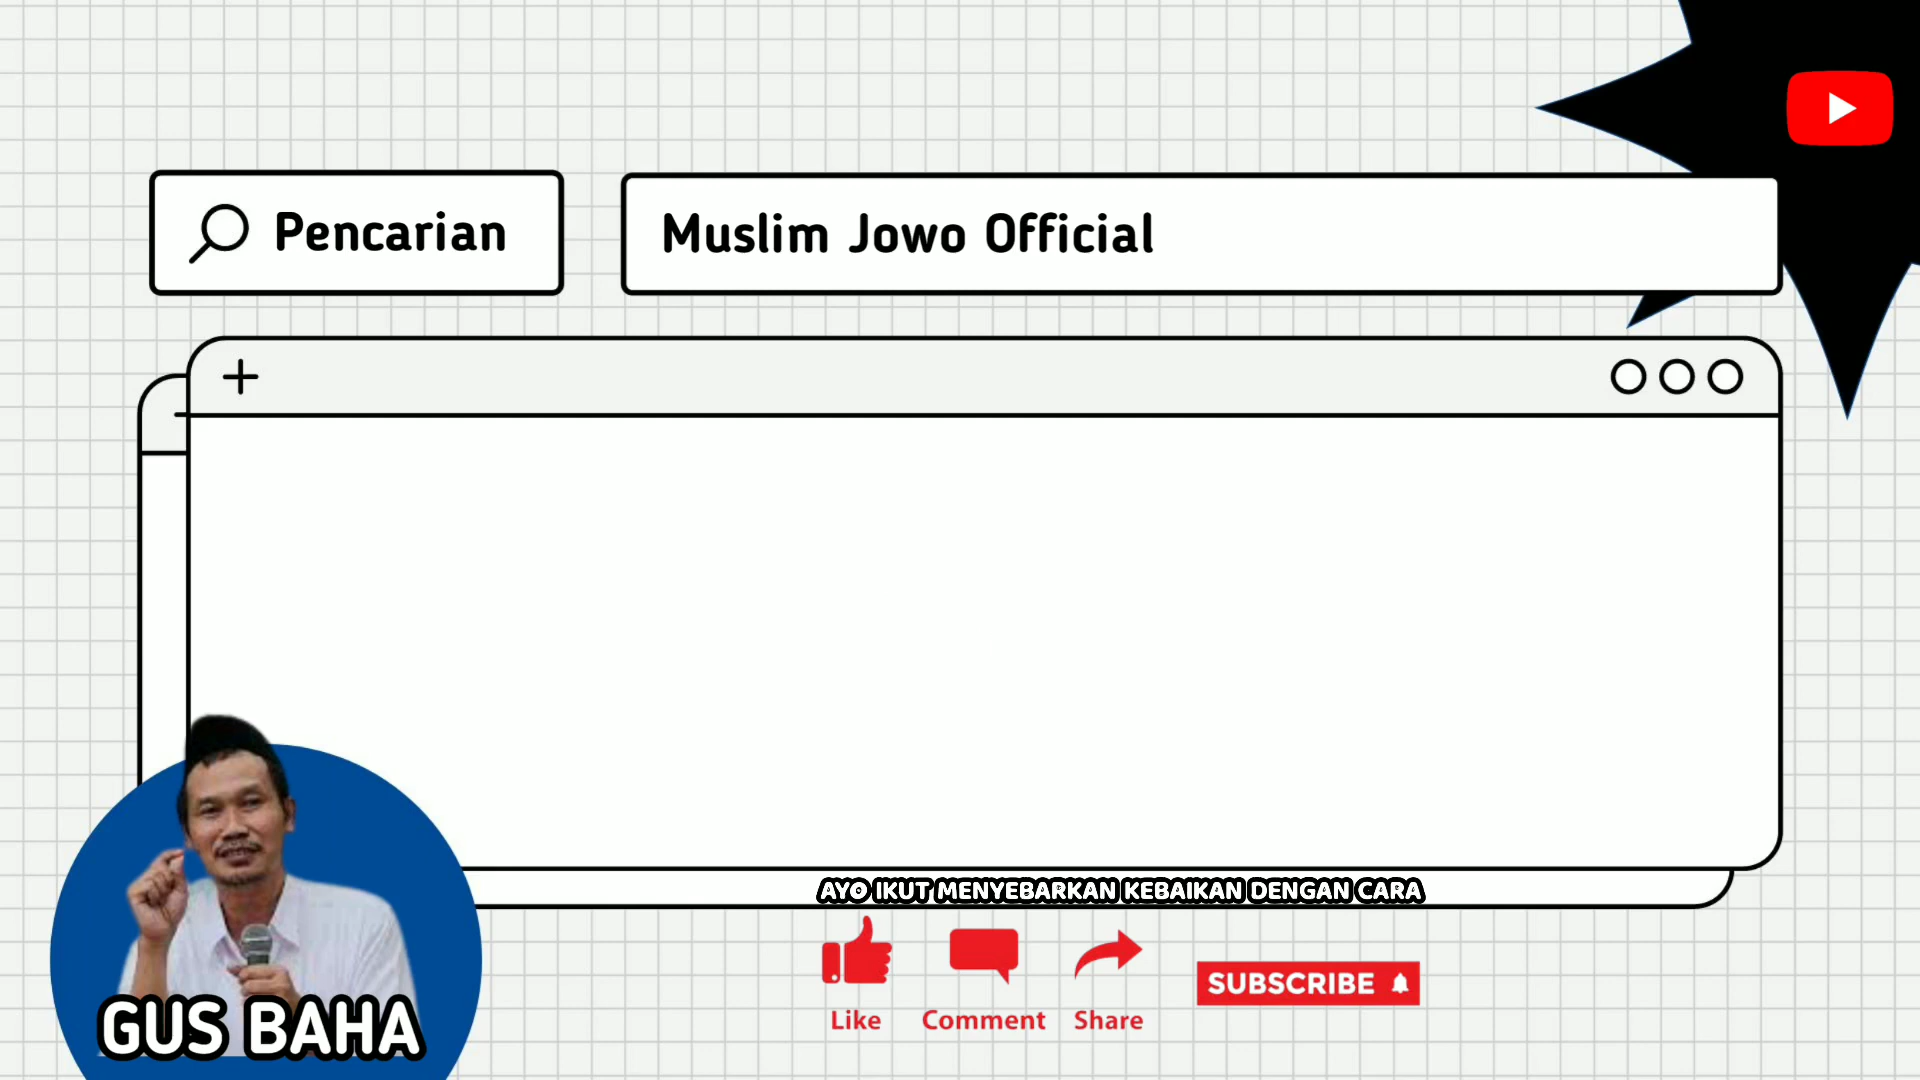 Pencarian
Muslim Jowo Official
AYO IKUT MENYEBARKAN KEBAIKAN DENGAN CARA
Like
Comment
Share
SUBSCRIBE
GUS BAHA